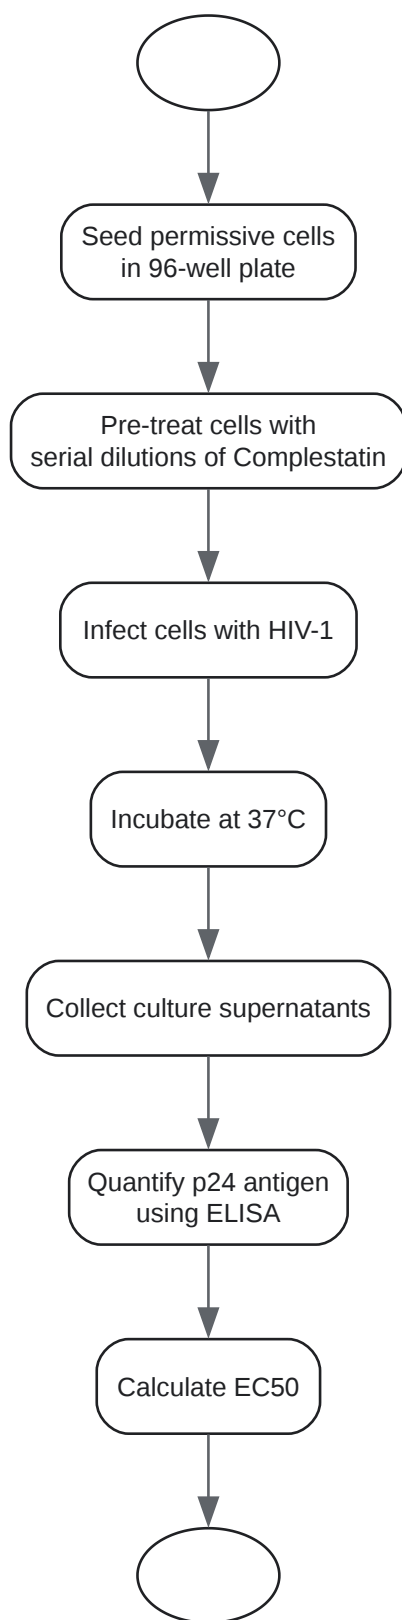 Seed permissive cells
in 96-well plate
Pre-treat cells with
serial dilutions of Complestatin
Infect cells with HIV-1
Incubate at 37°C
Collect culture supernatants
Quantify p24 antigen
using ELISA
Calculate EC50